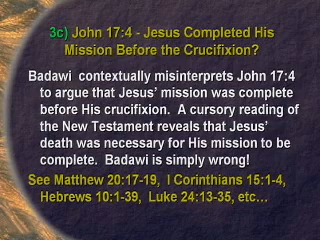 3c) John 17:4 - Jesus Completed His
Mission Before the Crucifixion?
Badawi contextually misinterprets John 17:4
to argue that Jesus' mission was complete
before His crucifixion. A cursory reading of
the New Testament reveals that Jesus'
death was necessary for His mission to be
complete. Badawi is simply wrong!
See Matthew 20:17-19, I Corinthians 15:1-4,
Hebrews 10:1-39, Luke 24:13-35, etc…